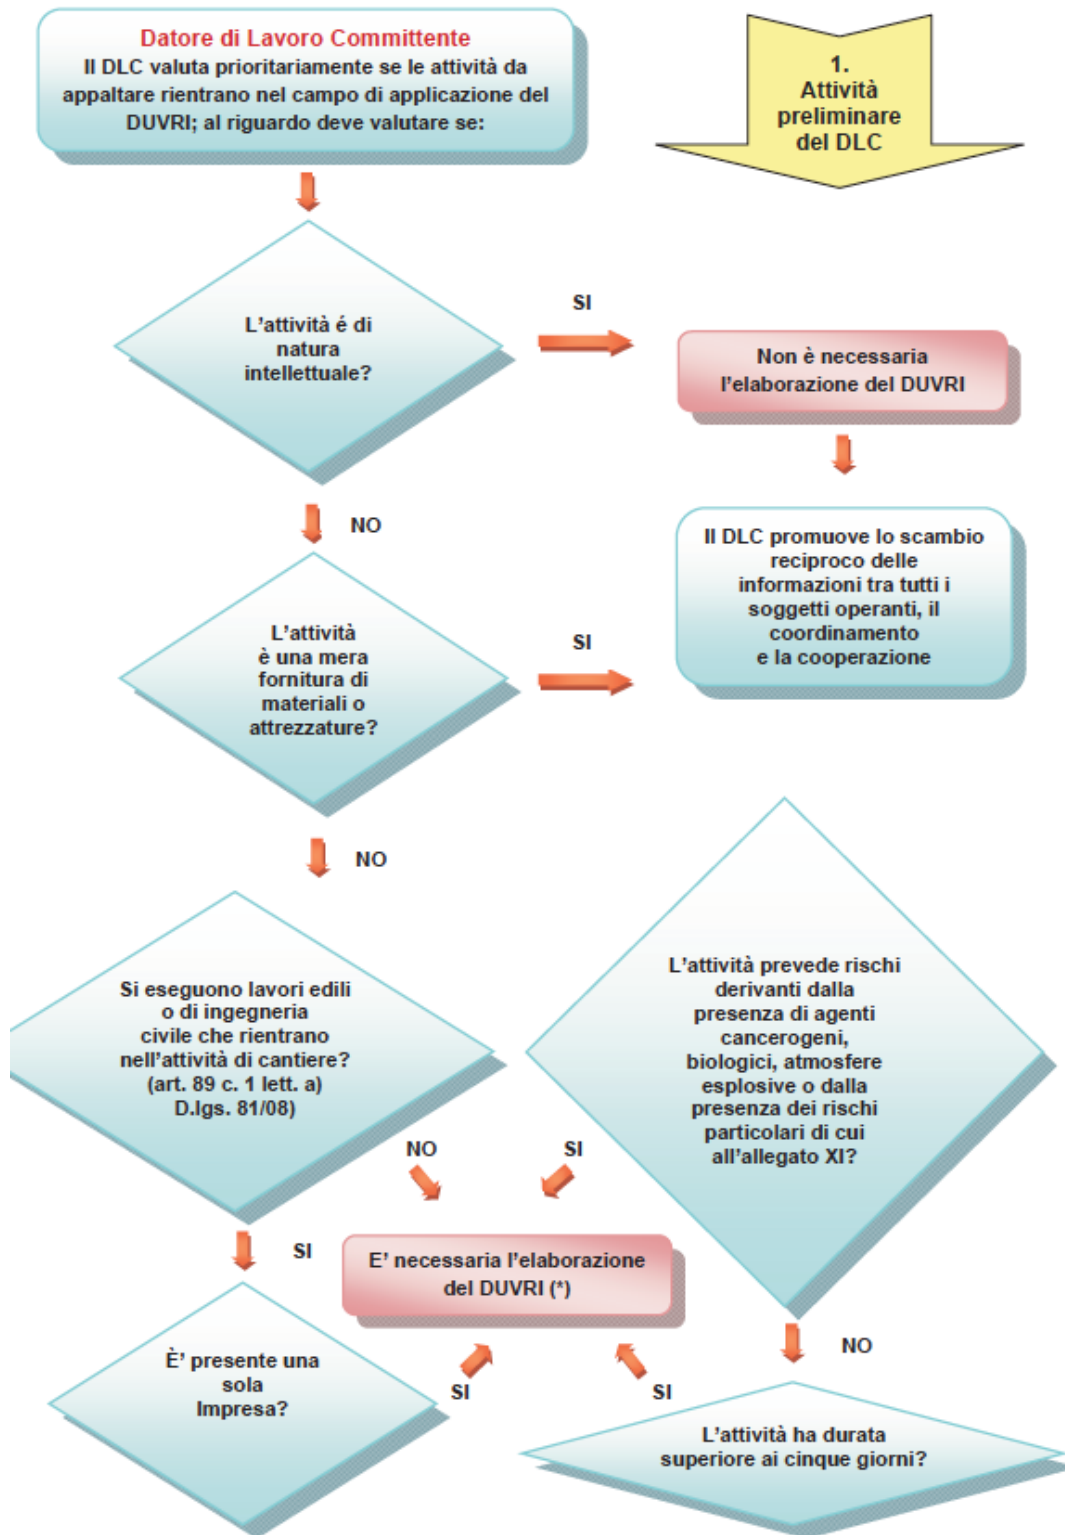 Datore di Lavoro Committente
Il DLC valuta prioritariamente se le attività da
appaltare rientrano nel campo di applicazione del
DUVRI; al riguardo deve valutare se:
1.
Attività
preliminare
del DLC
L'attività é di
natura
intellettuale?
SI
Non è necessaria
l'elaborazione del DUVRI
NO
Il DLC promuove lo scambio
reciproco delle
informazioni tra tutti i
soggetti operanti, il
coordinamento
e la cooperazione
L'attività
è una mera
fornitura di
materiali o
attrezzature?
SI
NO
Si eseguono lavori edili
o di ingegneria
civile che rientrano
nell'attività di cantiere?
(art. 89 c. 1 lett. a)
D.lgs. 81/08)
L'attività prevede rischi
derivanti dalla
presenza di agenti
cancerogeni,
biologici, atmosfere
esplosive o dalla
presenza dei rischi
particolari di cui
all'allegato XI?
NO
SI
SI
E' necessaria l'elaborazione
del DUVRI (*)
NO
È' presente una
sola
Impresa?
SI
SI
L'attività ha durata
superiore ai cinque giorni?